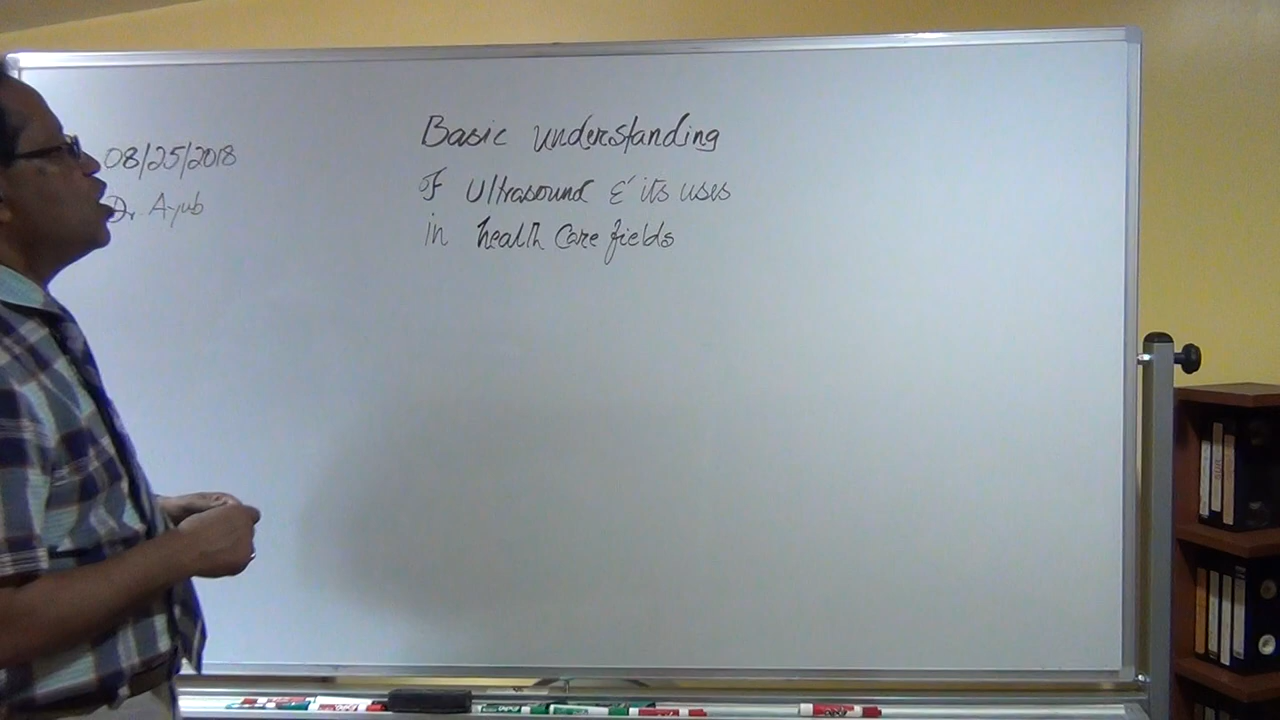 08/25/2018
Dr. Ayub
Basic understanding
of Ultrasound & its uses
in health Care fields